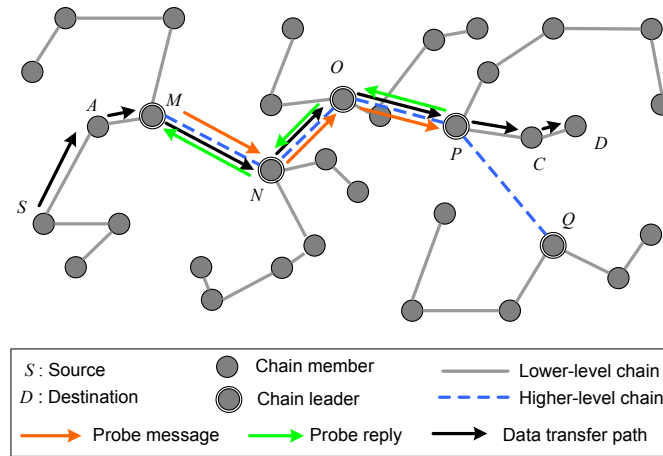 O
A
M
P
C
D
S
N
Q
S : Source
Chain member
Lower-level chain
D : Destination
Chain leader
Higher-level chain
Probe message
Probe reply
Data transfer path